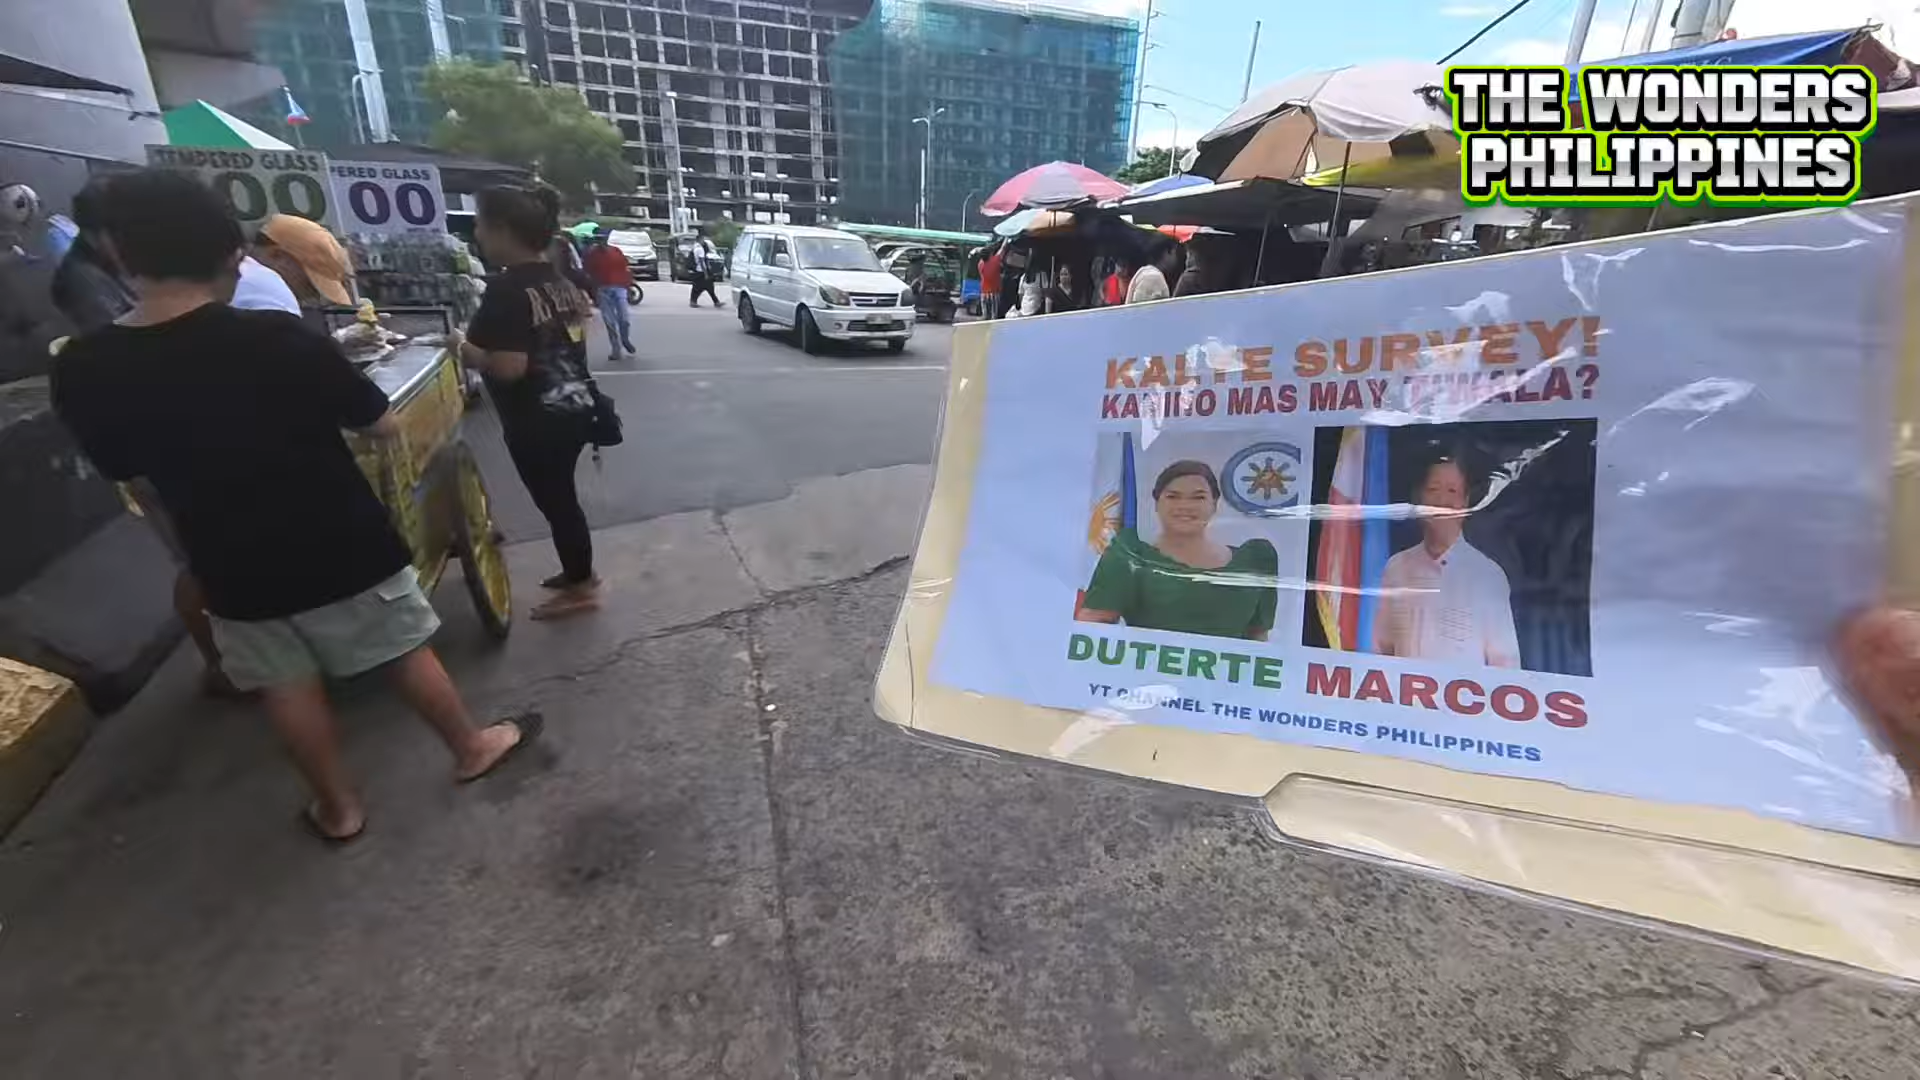 THE WONDERS
PHILIPPINES
TEMPERED GLASS
00
PERED GLASS
00
KALYE SURVEY!
KANINO MAS MAY TIWALA?
DUTERTE MARCOS
YT CHANNEL THE WONDERS PHILIPPINES